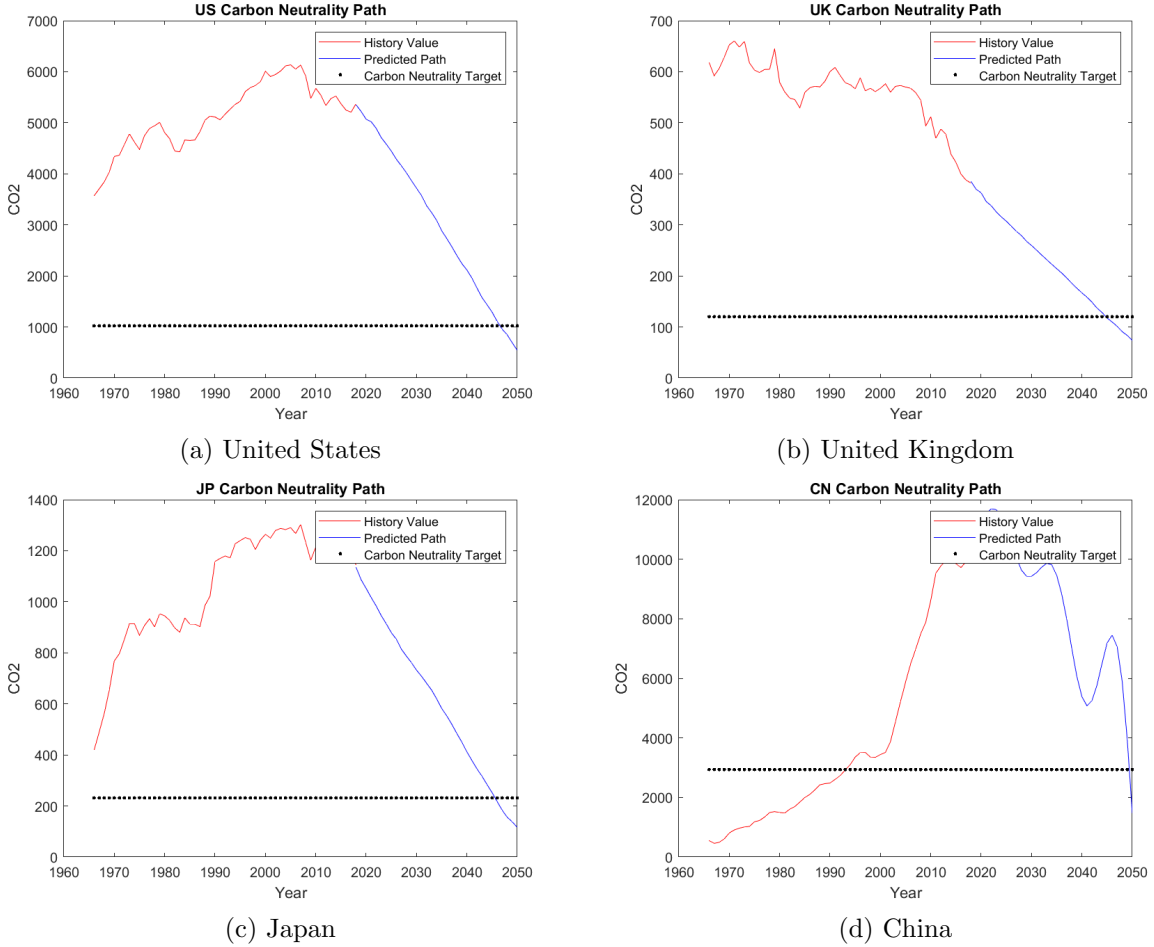 US Carbon Neutrality Path
7000
6000
5000
4000
3000
2000
1000
0
CO2
History Value
Predicted Path
Carbon Neutrality Target
1960 1970 1980 1990 2000 2010 2020 2030 2040 2050
Year
(a) United States
UK Carbon Neutrality Path
700
600
500
400
300
200
100
0
CO2
History Value
Predicted Path
Carbon Neutrality Target
1960 1970 1980 1990 2000 2010 2020 2030 2040 2050
Year
(b) United Kingdom
JP Carbon Neutrality Path
1400
1200
1000
800
600
400
200
0
CO2
History Value
Predicted Path
Carbon Neutrality Target
1960 1970 1980 1990 2000 2010 2020 2030 2040 2050
Year
(c) Japan
CN Carbon Neutrality Path
12000
10000
8000
6000
4000
2000
0
CO2
History Value
Predicted Path
Carbon Neutrality Target
1960 1970 1980 1990 2000 2010 2020 2030 2040 2050
Year
(d) China